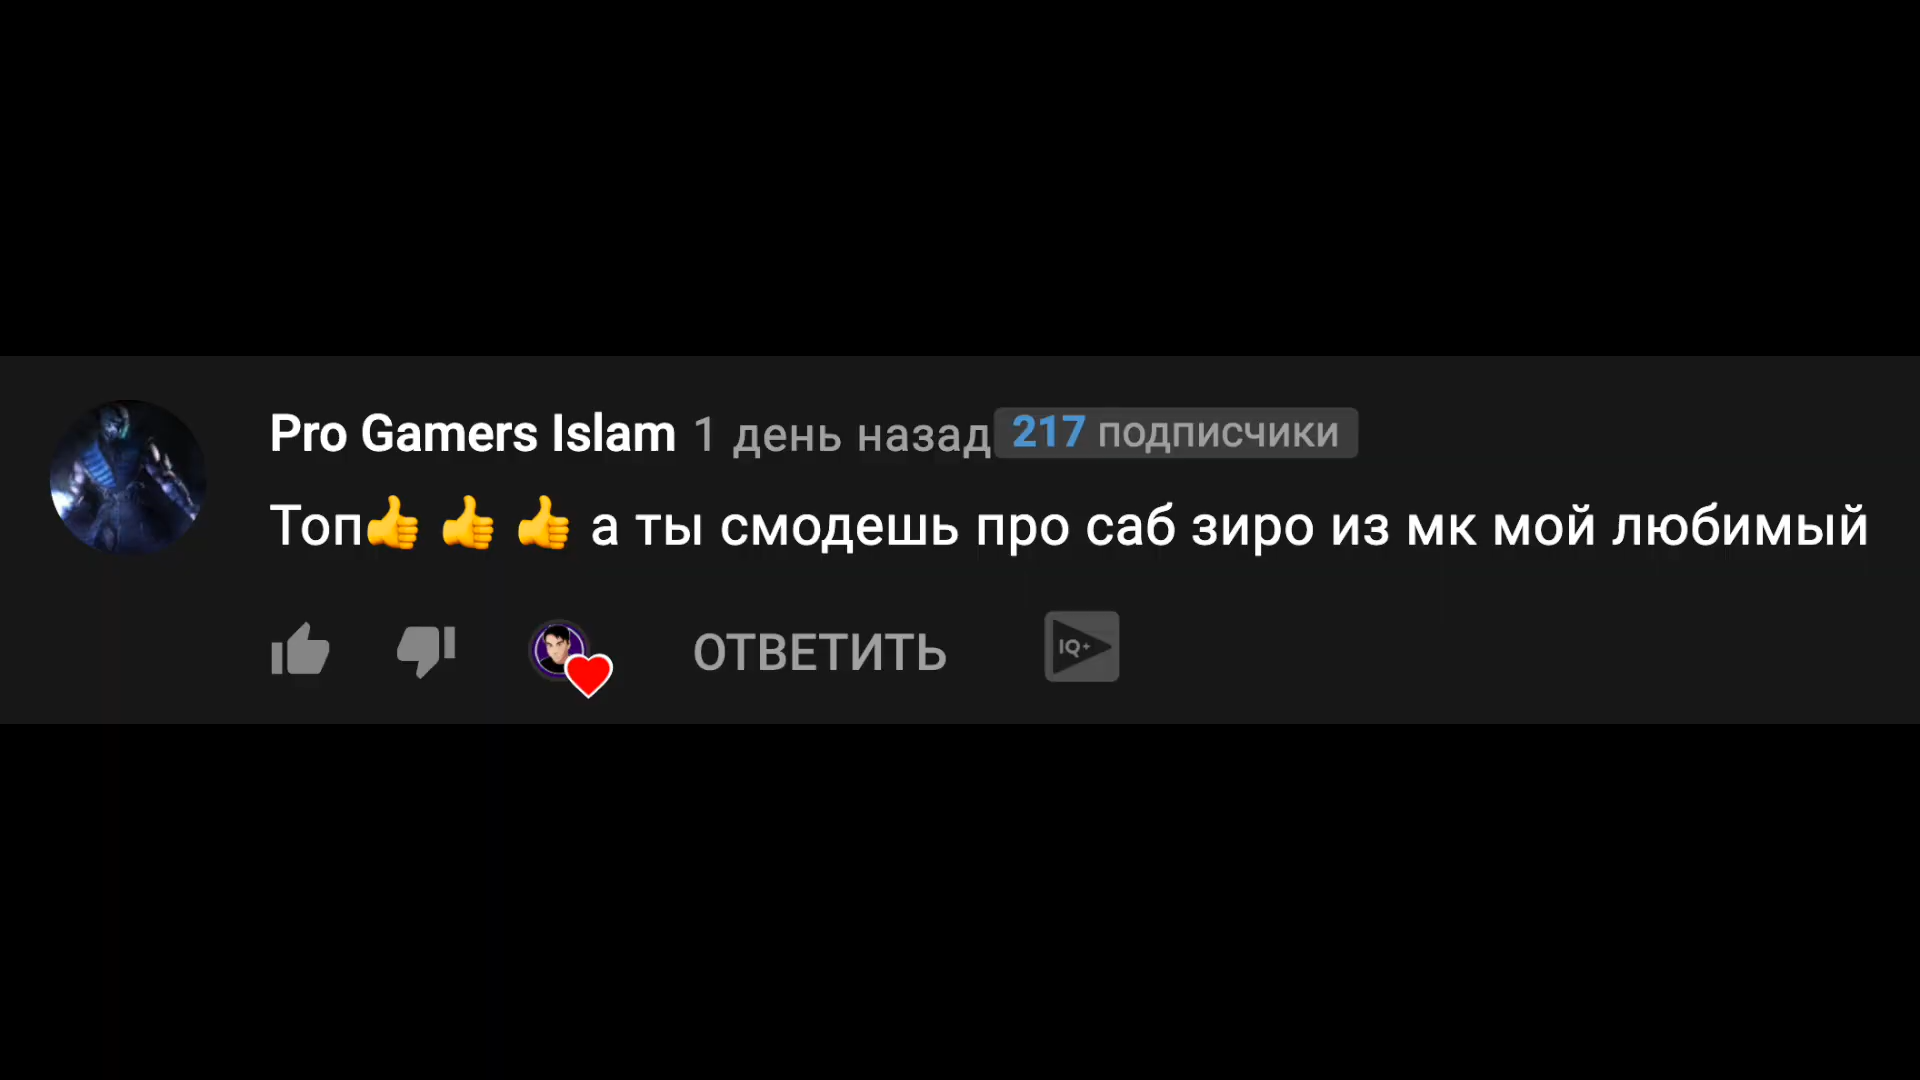 Pro Gamers Islam 1 день назад 217 подписчики
Топ👍 👍 👍 а ты смодешь про саб зиро из мк мой любимый
ОТВЕТИТЬ IQ+